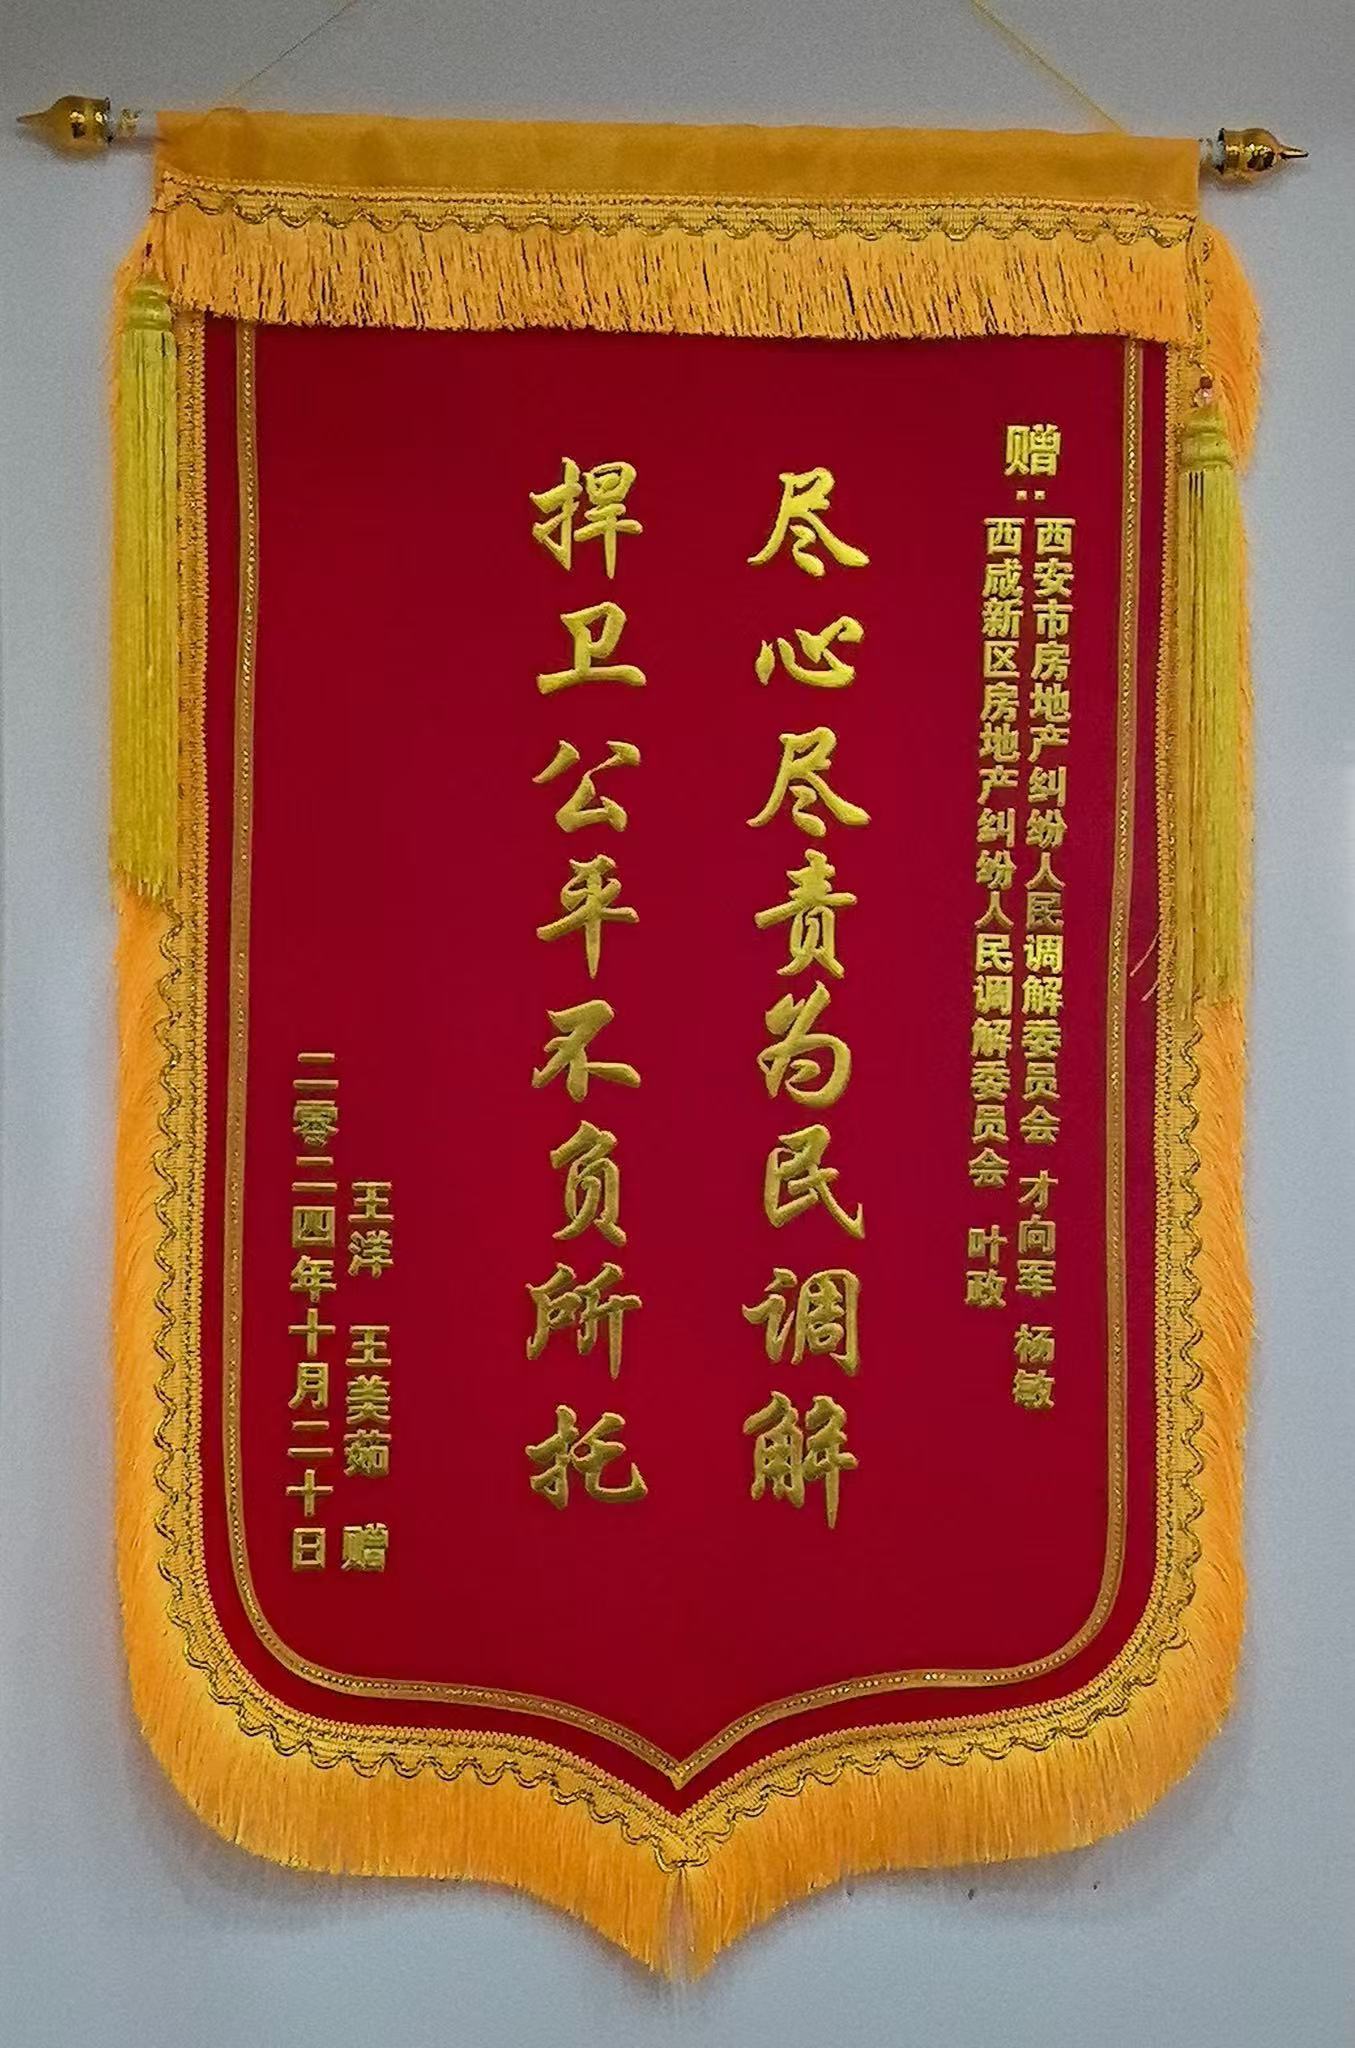 赠：西安市房地产纠纷人民调解委员会 才向军 杨敏
西咸新区房地产纠纷人民调解委员会 叶政
尽心尽责为民调解
捍卫公平不负所托
王洋 王美茹 赠
二零二四年十月二十日